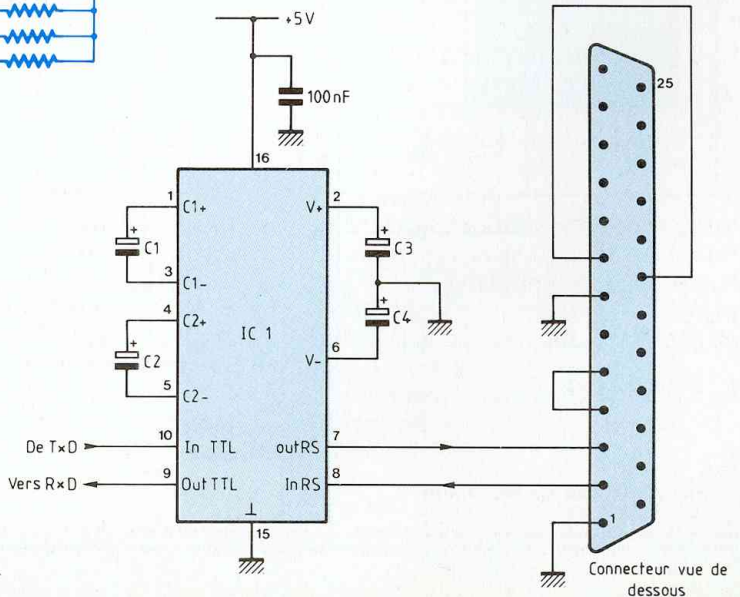 +5V
100nF
16
25
1
C1+
V+
2
+
C1
+
C3
3
C1-
4
C2+
IC 1
+
C4
+
C2
V-
6
5
C2-
De TxD
10
In TTL
outRS
7
Vers RxD
9
Out TTL
In RS
8
1
15
Connecteur vue de
dessous